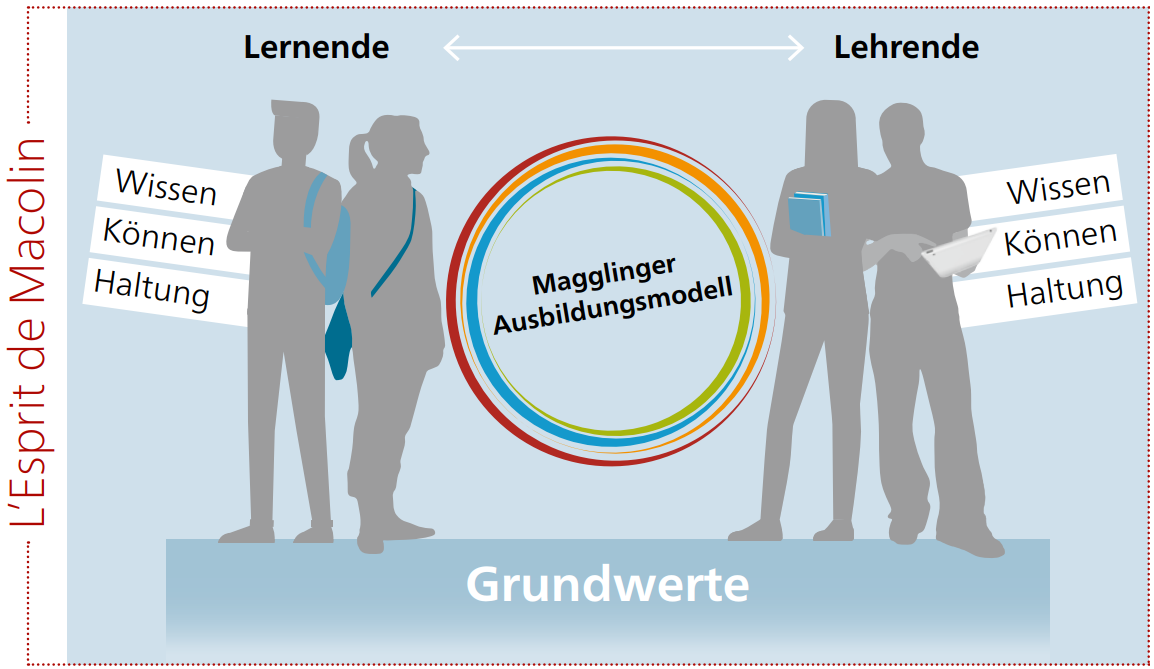 L'Esprit de Macolin
Lernende
Lehrende
Wissen
Können
Haltung
Magglinger
Ausbildungsmodell
Wissen
Können
Haltung
Grundwerte